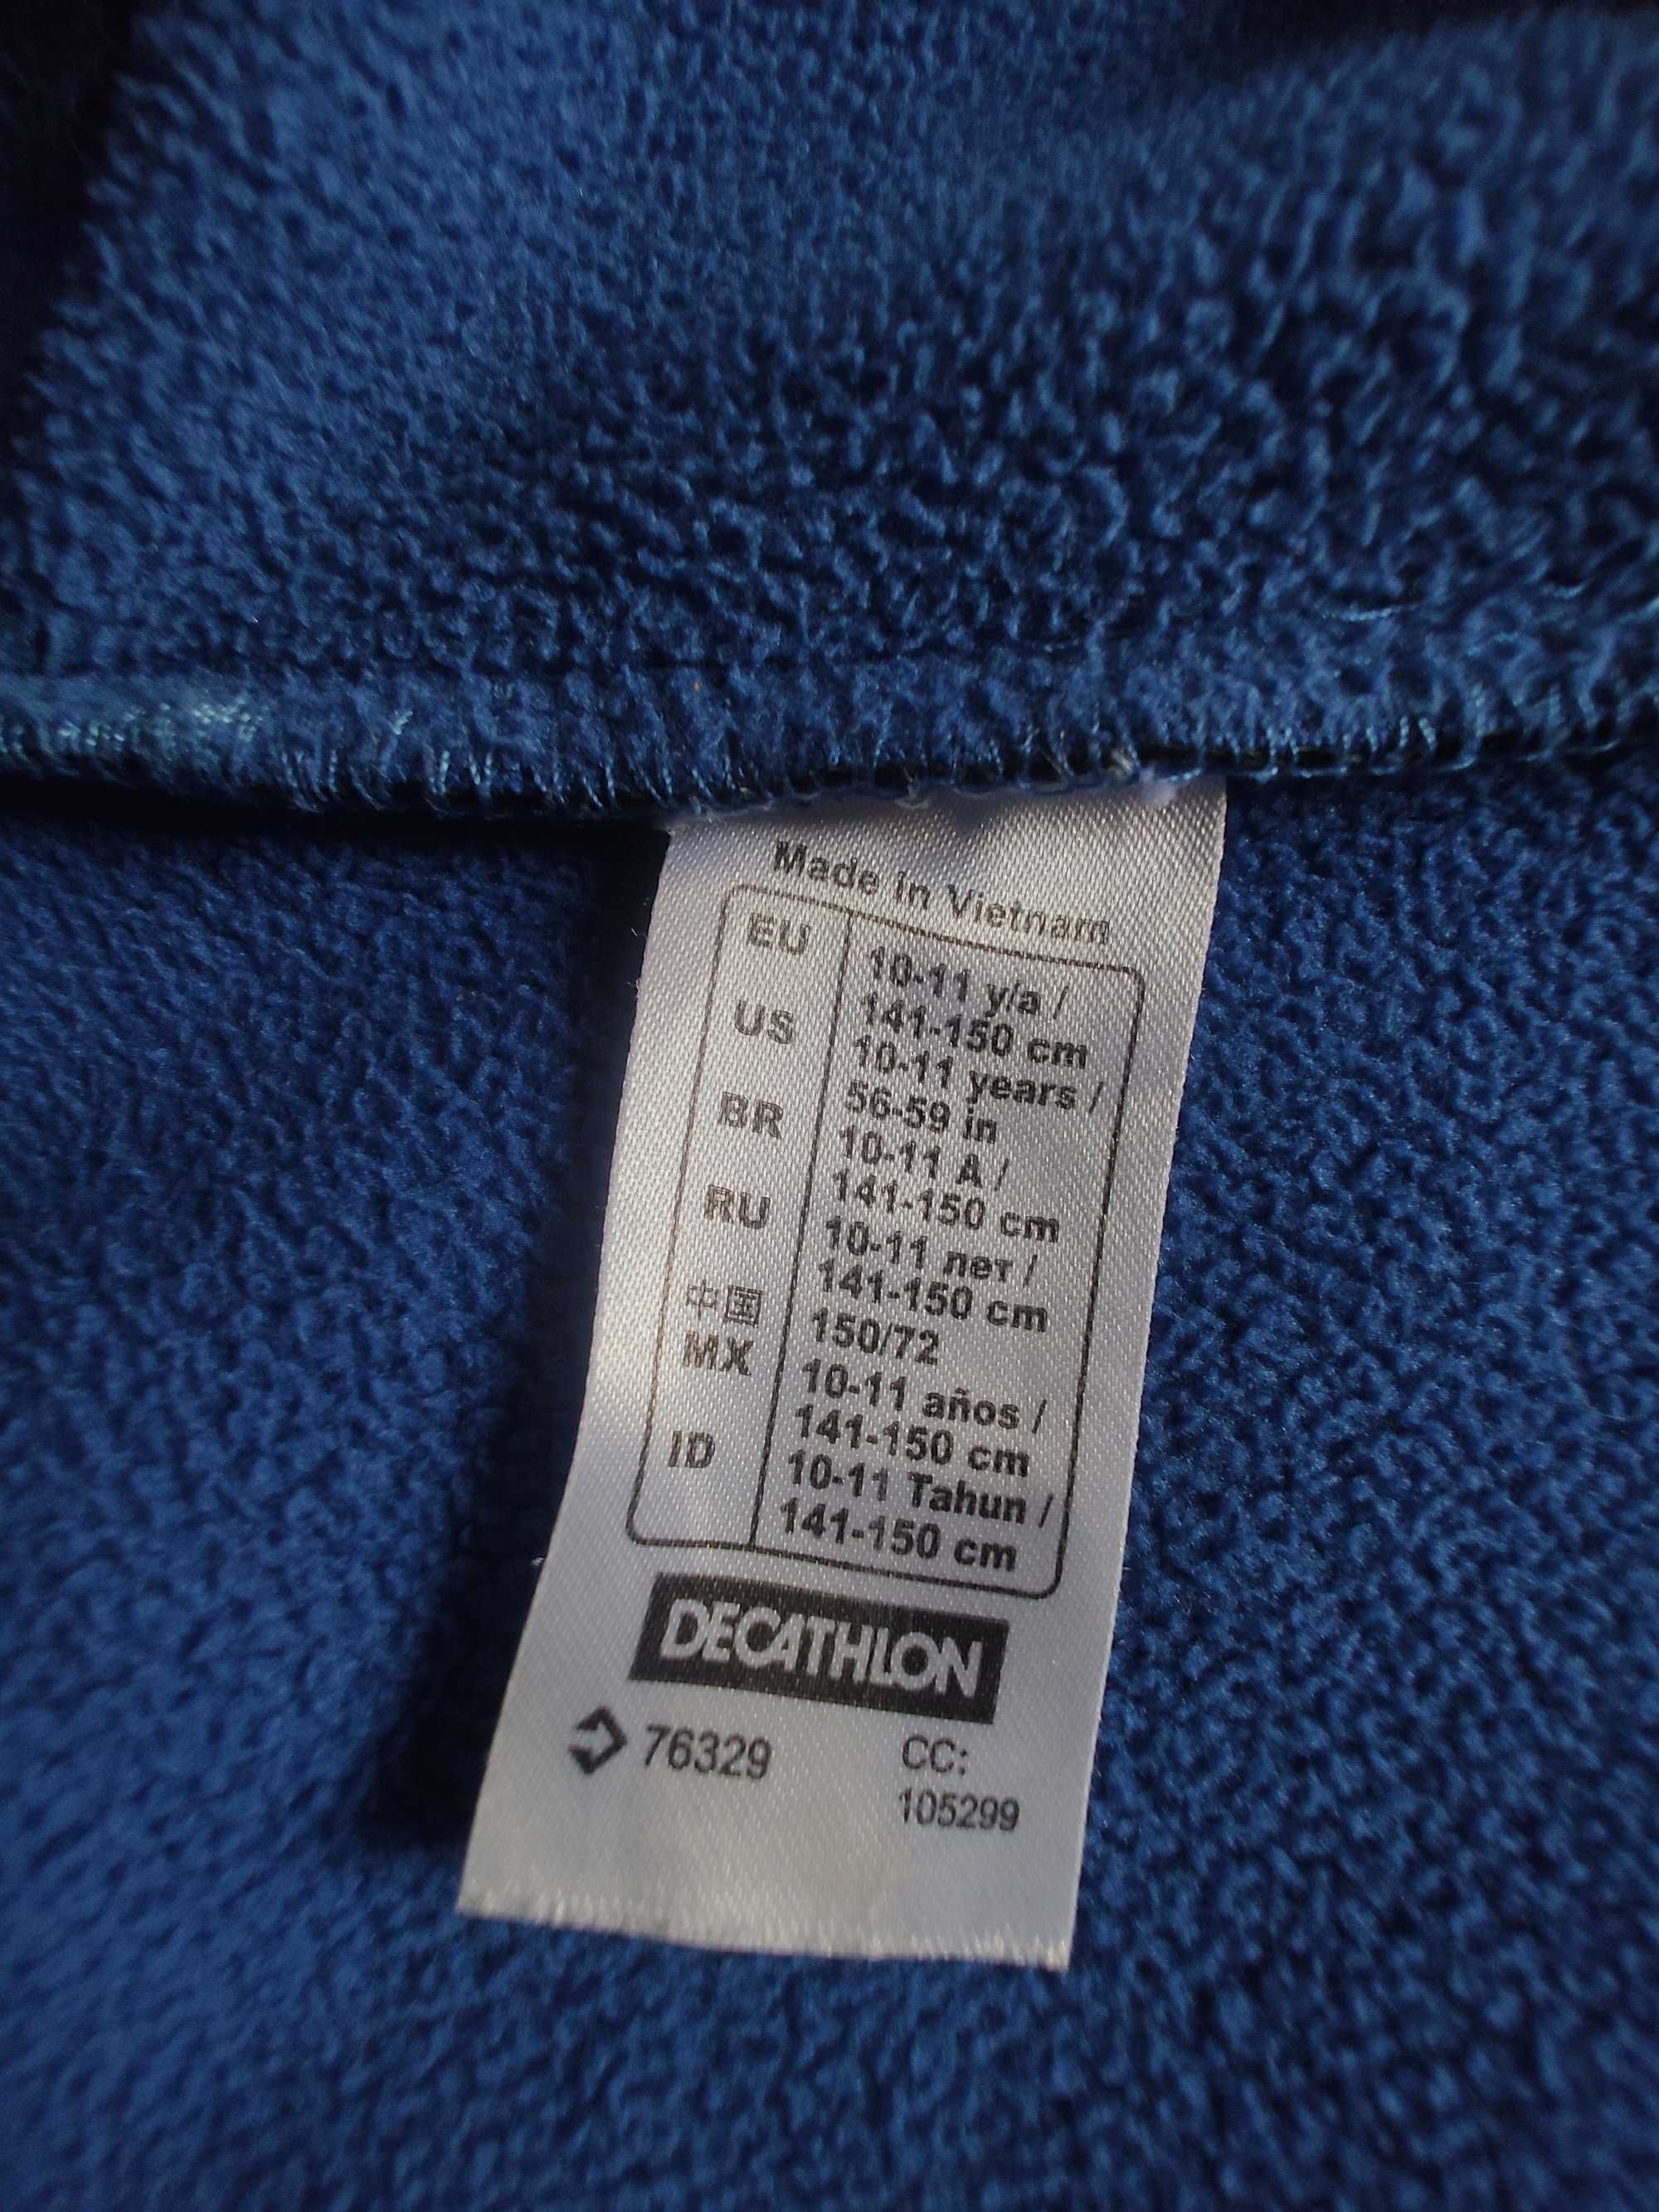 Made in Vietnam
EU 10-11 y/a /
141-150 cm
US 10-11 years /
56-59 in
BR 10-11 A /
141-150 cm
RU 10-11 лет /
141-150 cm
中国 150/72
MX 10-11 años /
141-150 cm
ID 10-11 Tahun /
141-150 cm
DECATHLON
76329 CC:
105299